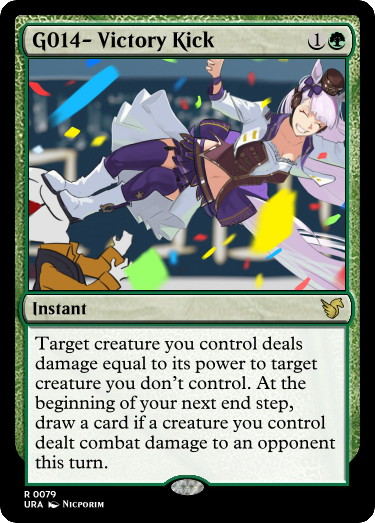 G014- Victory Kick 1
Instant
Target creature you control deals
damage equal to its power to target
creature you don't control. At the
beginning of your next end step,
draw a card if a creature you control
dealt combat damage to an opponent
this turn.
R 0079
URA Nicporim